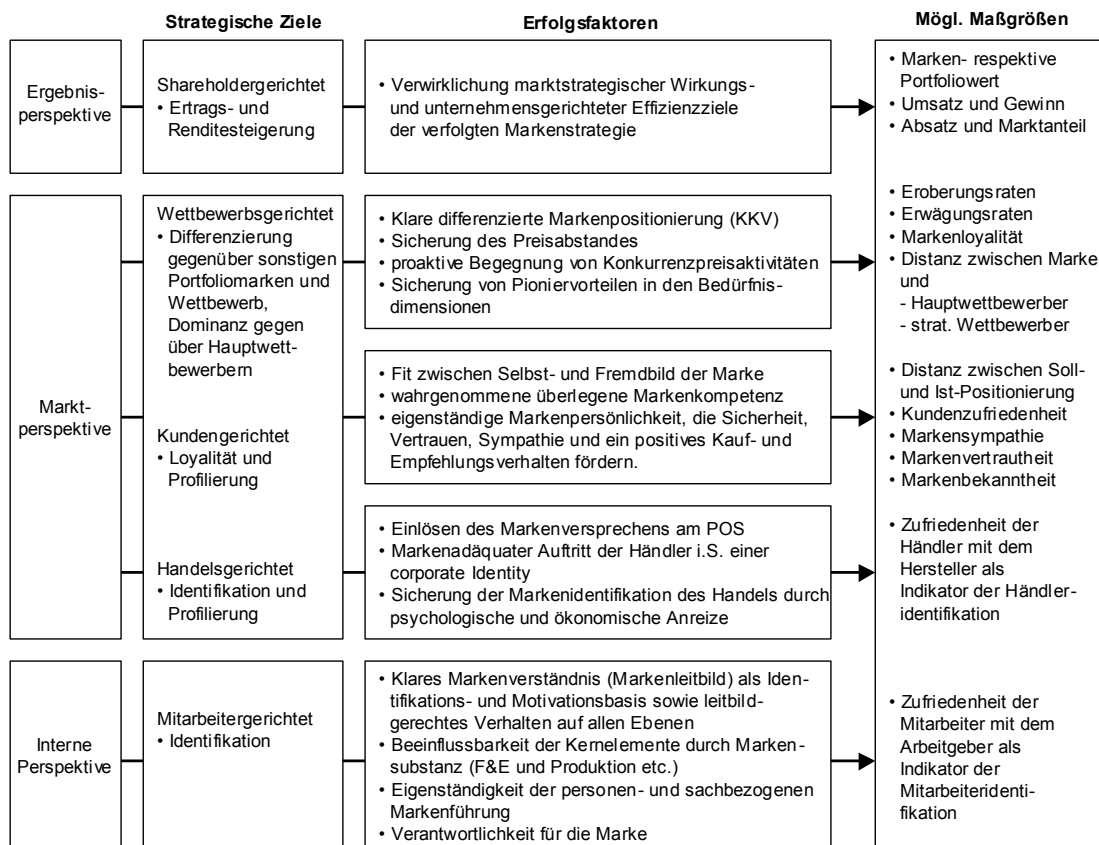 Strategische Ziele
Erfolgsfaktoren
Mögl. Maßgrößen
Ergebnis-
perspektive
Shareholdergerichtet
• Ertrags- und
Renditesteigerung
• Verwirklichung marktstrategischer Wirkungs-
und unternehmensgerichteter Effizienzziele
der verfolgten Markenstrategie
• Marken- respektive
Portfoliowert
• Umsatz und Gewinn
• Absatz und Marktanteil
Markt-
perspektive
Wettbewerbsgerichtet
• Differenzierung
gegenüber sonstigen
Portfoliomarken und
Wettbewerb,
Dominanz gegen
über Hauptwett-
bewerbern
• Klare differenzierte Markenpositionierung (KKV)
• Sicherung des Preisabstandes
• proaktive Begegnung von Konkurrenzpreisaktivitäten
• Sicherung von Pioniervorteilen in den Bedürfnis-
dimensionen
• Eroberungsraten
• Erwägungsraten
• Markenloyalität
• Distanz zwischen Marke
und
- Hauptwettbewerber
- strat. Wettbewerber
Kundengerichtet
• Loyalität und
Profilierung
• Fit zwischen Selbst- und Fremdbild der Marke
• wahrgenommene überlegene Markenkompetenz
• eigenständige Markenpersönlichkeit, die Sicherheit,
Vertrauen, Sympathie und ein positives Kauf- und
Empfehlungsverhalten fördern.
• Distanz zwischen Soll-
und Ist-Positionierung
• Kundenzufriedenheit
• Markensympathie
• Markenvertrautheit
• Markenbekanntheit
Handelsgerichtet
• Identifikation und
Profilierung
• Einlösen des Markenversprechens am POS
• Markenadäquater Auftritt der Händler i.S. einer
corporate Identity
• Sicherung der Markenidentifikation des Handels durch
psychologische und ökonomische Anreize
• Zufriedenheit der
Händler mit dem
Hersteller als
Indikator der Händler-
identifikation
Interne
Perspektive
Mitarbeitergerichtet
• Identifikation
• Klares Markenverständnis (Markenleitbild) als Iden-
tifikations- und Motivationsbasis sowie leitbild-
gerechtes Verhalten auf allen Ebenen
• Beeinflussbarkeit der Kernelemente durch Marken-
substanz (F&E und Produktion etc.)
• Eigenständigkeit der personen- und sachbezogenen
Markenführung
• Verantwortlichkeit für die Marke
• Zufriedenheit der
Mitarbeiter mit dem
Arbeitgeber als
Indikator der
Mitarbeiteridenti-
fikation